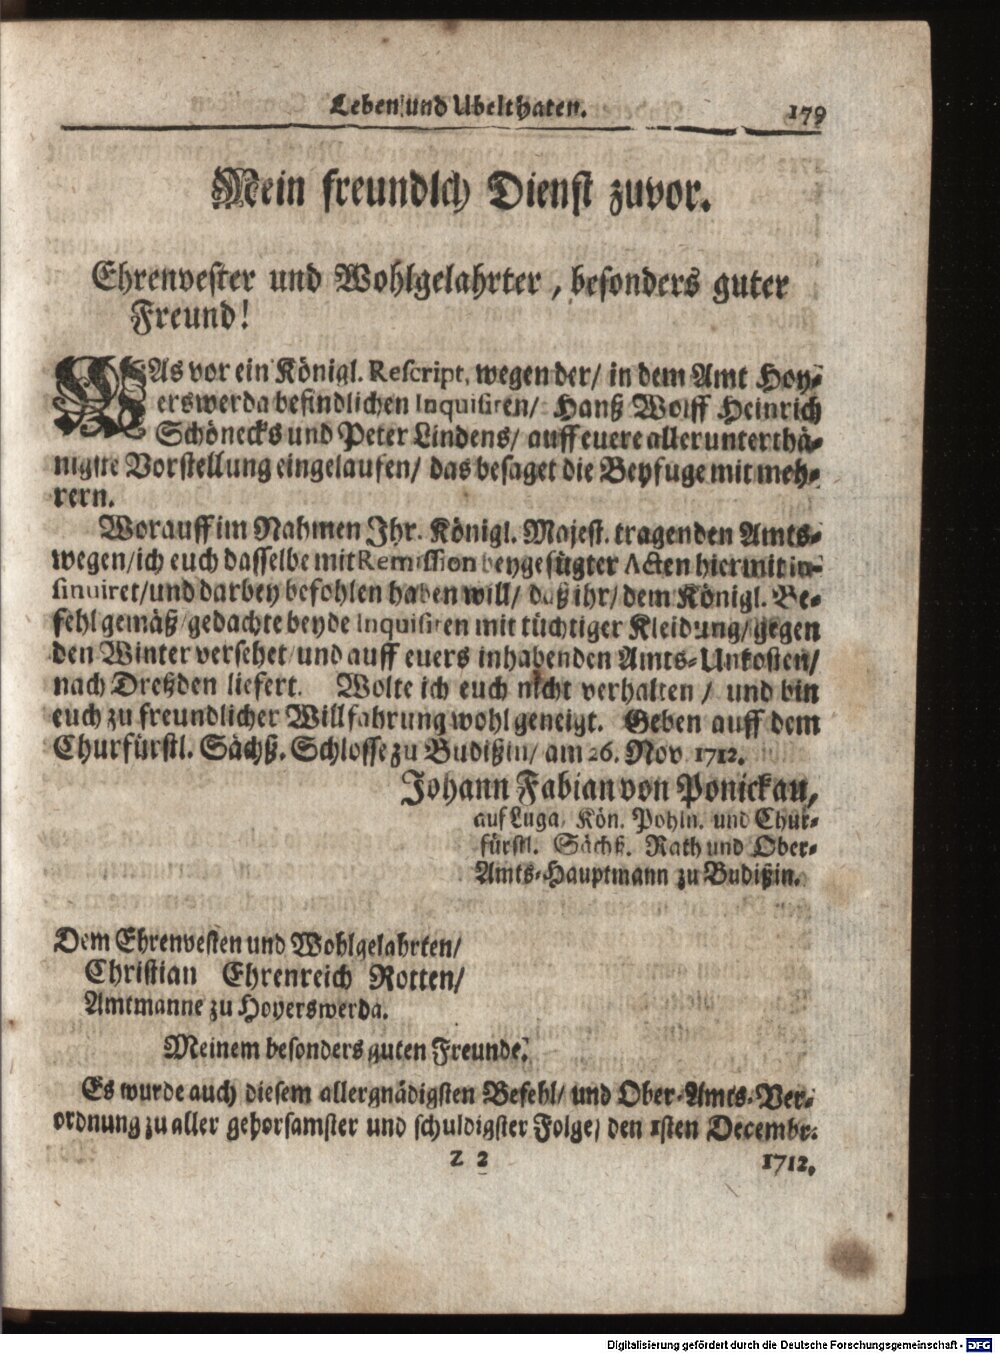 Leben und Ubelthaten. 179
Mein freundlch Dienst zuvor.
Ehrenvester und Wohlgelahrter, besonders guter
Freund!
WAs vor ein Königl. Rescript, wegen der/ in dem Amt Hoy-
erswerda befindlichen Inquisiten/ Hanß Wolff Heinrich
Schönecks und Peter Lindens/ auff euere allerunterthä-
nigste Vorstellung eingelaufen/ das besaget die Beyfuge mit meh-
rern.
Worauff im Nahmen Ihr. Königl. Majest. tragenden Amts-
wegen/ich euch dasselbe mit Remission beygefügter Acten hiermit in-
sinuiret/und darbey befohlen haben will/ daß ihr/ dem Königl. Be-
fehl gemäß/gedachte beyde Inquisiten mit tüchtiger Kleidung/gegen
den Winter versehet/und auff euers inhabenden Amts-Unkosten/
nach Dreßden liefert. Wolte ich euch nicht verhalten / und bin
euch zu freundlicher Willfahrung wohl geneigt. Geben auff dem
Churfürstl. Sächß. Schlosse zu Budißin/ am 26. Nov. 1712.
Johann Fabian von Ponickau,
auf Luga, Kön. Pohln. und Chur-
fürstl. Sächß. Rath und Ober-
Amts-Hauptmann zu Budißin.
Dem Ehrenvesten und Wohlgelahrten/
Christian Ehrenreich Rotten/
Amtmanne zu Hoyerswerda.
Meinem besonders guten Freunde.
Es wurde auch diesem allergnädigsten Befehl/ und Ober-Amts-Ver-
ordnung zu aller gehorsamster und schuldigster Folge/ den 1sten Decembr.
Z 2 1712.
Digitalisierung gefördert durch die Deutsche Forschungsgemeinschaft - DFG